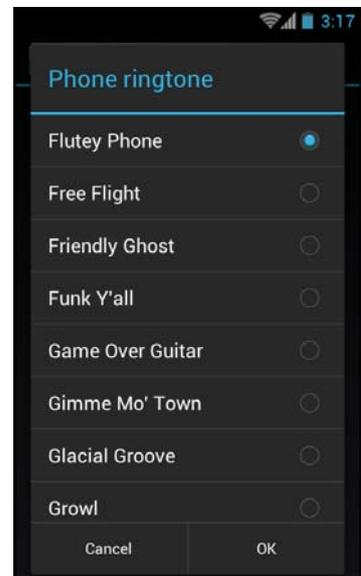 3:17
Phone ringtone
Flutey Phone
Free Flight
Friendly Ghost
Funk Y'all
Game Over Guitar
Gimme Mo' Town
Glacial Groove
Growl
Cancel OK